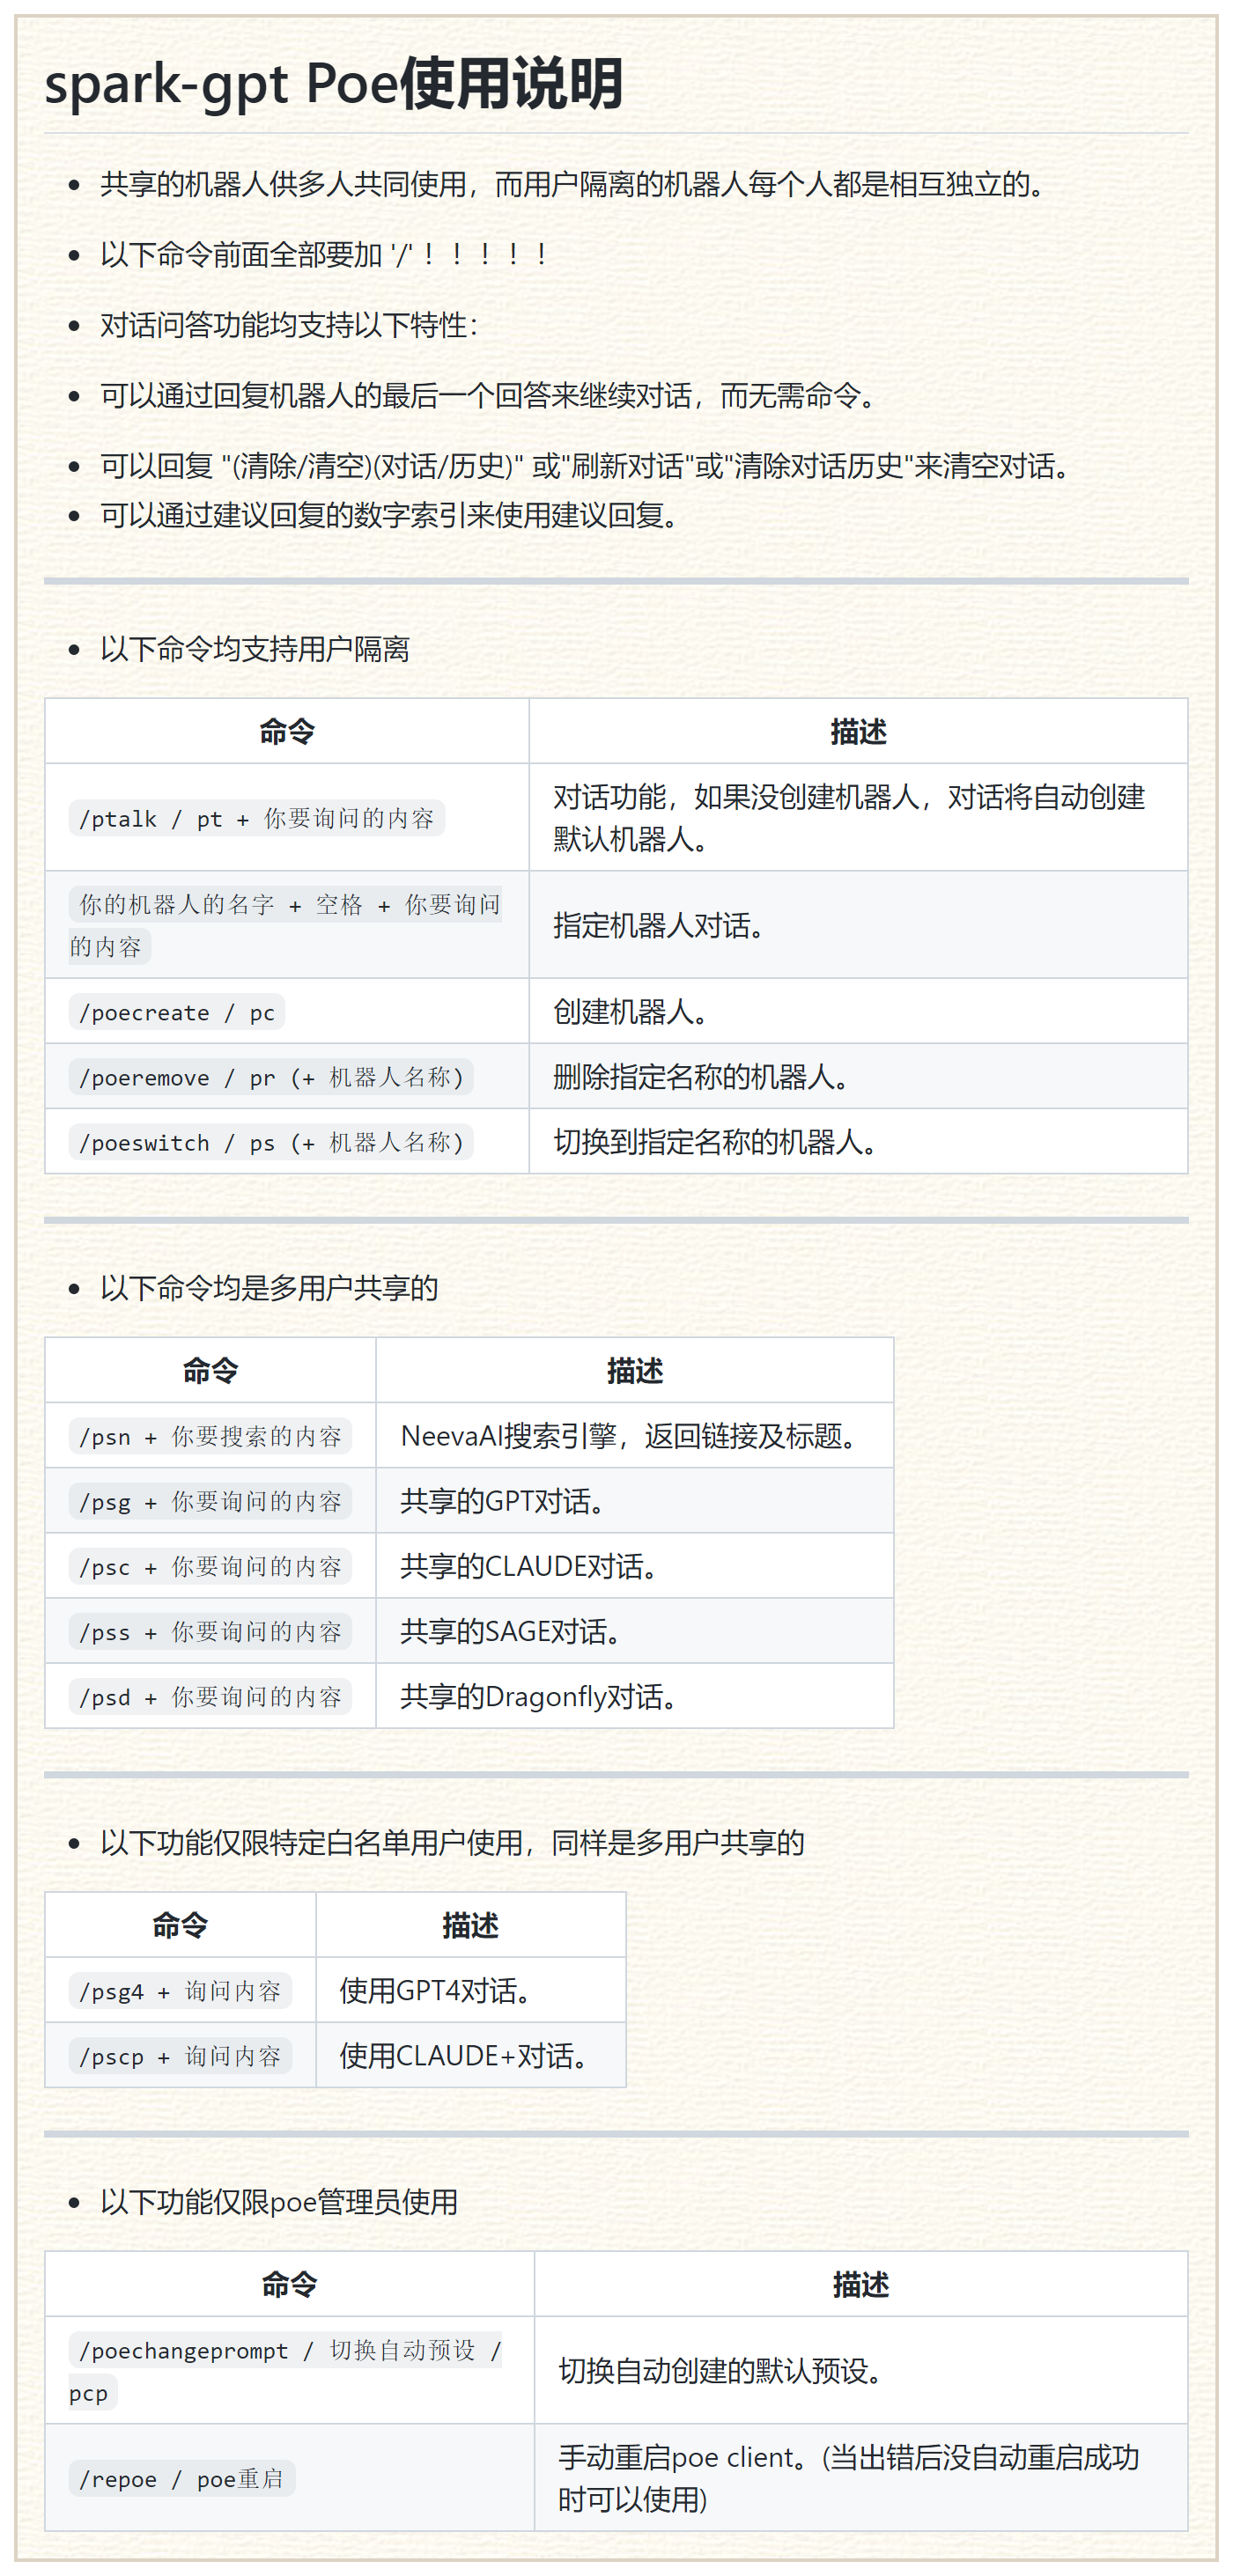 spark-gpt Poe使用说明
共享的机器人供多人共同使用，而用户隔离的机器人每个人都是相互独立的。
以下命令前面全部要加 '/'！！！！！
对话问答功能均支持以下特性：
可以通过回复机器人的最后一个回答来继续对话，而无需命令。
可以回复 "(清除/清空)(对话/历史)" 或"刷新对话"或"清除对话历史"来清空对话。
可以通过建议回复的数字索引来使用建议回复。
以下命令均支持用户隔离
命令 描述
/ptalk / pt + 你要询问的内容 对话功能，如果没创建机器人，对话将自动创建
默认机器人。
你的机器人的名字 + 空格 + 你要询问
的内容 指定机器人对话。
/poecreate / pc 创建机器人。
/poeremove / pr (+ 机器人名称) 删除指定名称的机器人。
/poeswitch / ps (+ 机器人名称) 切换到指定名称的机器人。
以下命令均是多用户共享的
命令 描述
/psn + 你要搜索的内容 NeevaAI搜索引擎，返回链接及标题。
/psg + 你要询问的内容 共享的GPT对话。
/psc + 你要询问的内容 共享的CLAUDE对话。
/pss + 你要询问的内容 共享的SAGE对话。
/psd + 你要询问的内容 共享的Dragonfly对话。
以下功能仅限特定白名单用户使用，同样是多用户共享的
命令 描述
/psg4 + 询问内容 使用GPT4对话。
/pscp + 询问内容 使用CLAUDE+对话。
以下功能仅限poe管理员使用
命令 描述
/poechangeprompt / 切换自动预设 /
pcp 切换自动创建的默认预设。
/repoe / poe重启 手动重启poe client。(当出错后没自动重启成功
时可以使用)